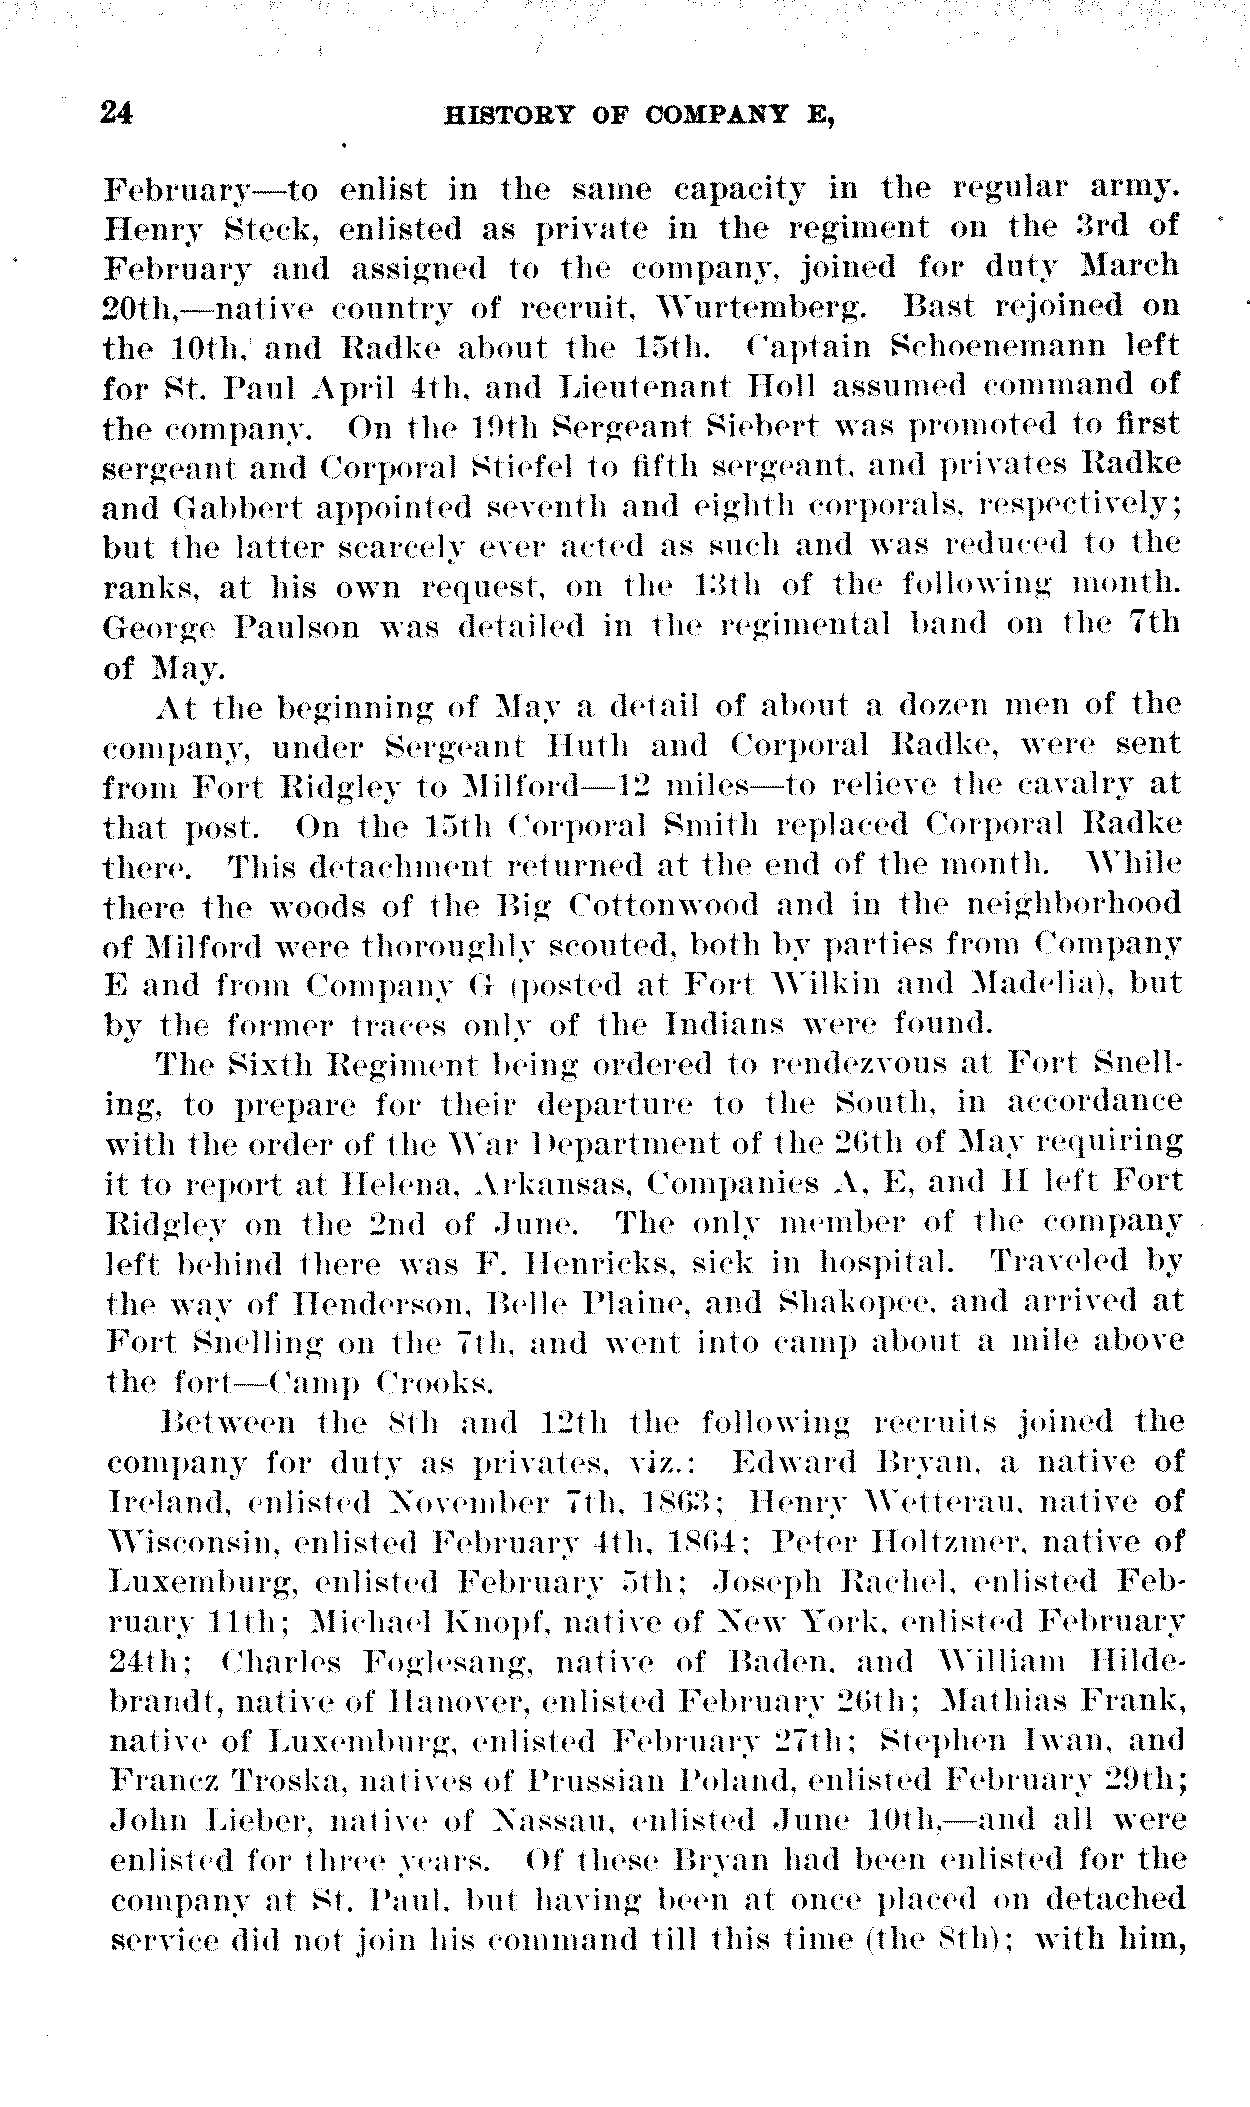 24 HISTORY OF COMPANY E,
February—to enlist in the same capacity in the regular army.
Henry Steck, enlisted as private in the regiment on the 3rd of
February and assigned to the company, joined for duty March
20th,—native country of recruit, Wurtemberg. Bast rejoined on
the 10th, and Radke about the 15th. Captain Schoenemann left
for St. Paul April 4th, and Lieutenant Holl assumed command of
the company. On the 19th Sergeant Siebert was promoted to first
sergeant and Corporal Stiefel to fifth sergeant, and privates Radke
and Gabbert appointed seventh and eighth corporals, respectively;
but the latter scarcely ever acted as such and was reduced to the
ranks, at his own request, on the 13th of the following month.
George Paulson was detailed in the regimental band on the 7th
of May.
At the beginning of May a detail of about a dozen men of the
company, under Sergeant Huth and Corporal Radke, were sent
from Fort Ridgley to Milford—12 miles—to relieve the cavalry at
that post. On the 15th Corporal Smith replaced Corporal Radke
there. This detachment returned at the end of the month. While
there the woods of the Big Cottonwood and in the neighborhood
of Milford were thoroughly scouted, both by parties from Company
E and from Company G (posted at Fort Wilkin and Madelia), but
by the former traces only of the Indians were found.
The Sixth Regiment being ordered to rendezvous at Fort Snell-
ing, to prepare for their departure to the South, in accordance
with the order of the War Department of the 26th of May requiring
it to report at Helena, Arkansas, Companies A, E, and H left Fort
Ridgley on the 2nd of June. The only member of the company
left behind there was F. Henricks, sick in hospital. Traveled by
the way of Henderson, Belle Plaine, and Shakopee, and arrived at
Fort Snelling on the 7th, and went into camp about a mile above
the fort—Camp Crooks.
Between the 8th and 12th the following recruits joined the
company for duty as privates, viz.: Edward Bryan, a native of
Ireland, enlisted November 7th, 1863; Henry Wetterau, native of
Wisconsin, enlisted February 4th, 1864; Peter Holtzmer, native of
Luxemburg, enlisted February 5th; Joseph Rachel, enlisted Feb-
ruary 11th; Michael Knopf, native of New York, enlisted February
24th; Charles Foglesang, native of Baden, and William Hilde-
brandt, native of Hanover, enlisted February 26th; Mathias Frank,
native of Luxemburg, enlisted February 27th; Stephen Iwan, and
Francz Troska, natives of Prussian Poland, enlisted February 29th;
John Lieber, native of Nassau, enlisted June 10th,—and all were
enlisted for three years. Of these Bryan had been enlisted for the
company at St. Paul, but having been at once placed on detached
service did not join his command till this time (the 8th); with him,